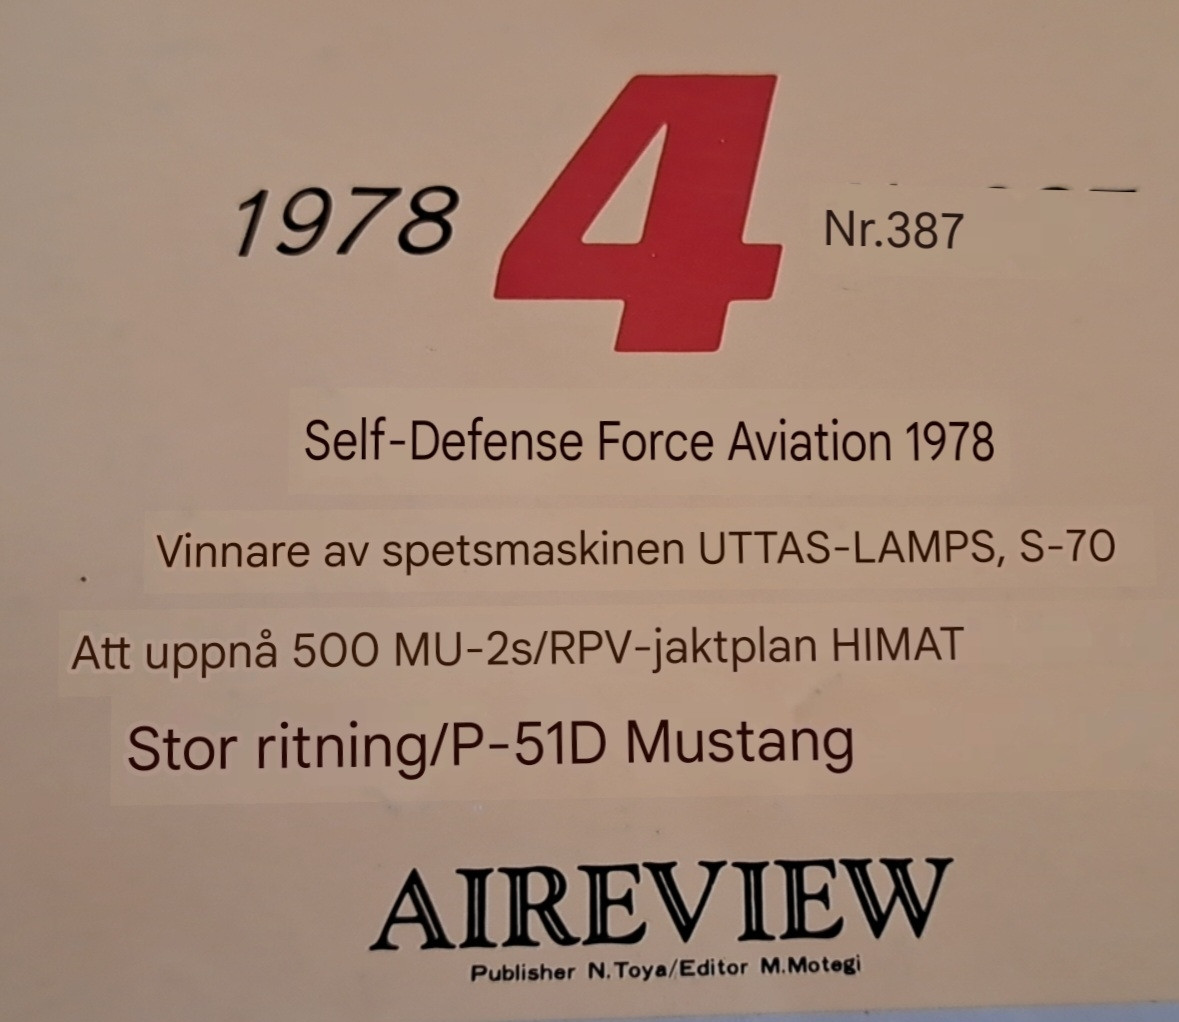 1978 4 Nr.387
Self-Defense Force Aviation 1978
Vinnare av spetsmaskinen UTTAS-LAMPS, S-70
Att uppnå 500 MU-2s/RPV-jaktplan HIMAT
Stor ritning/P-51D Mustang
AIREVIEW
Publisher N.Toya/Editor M.Motegi